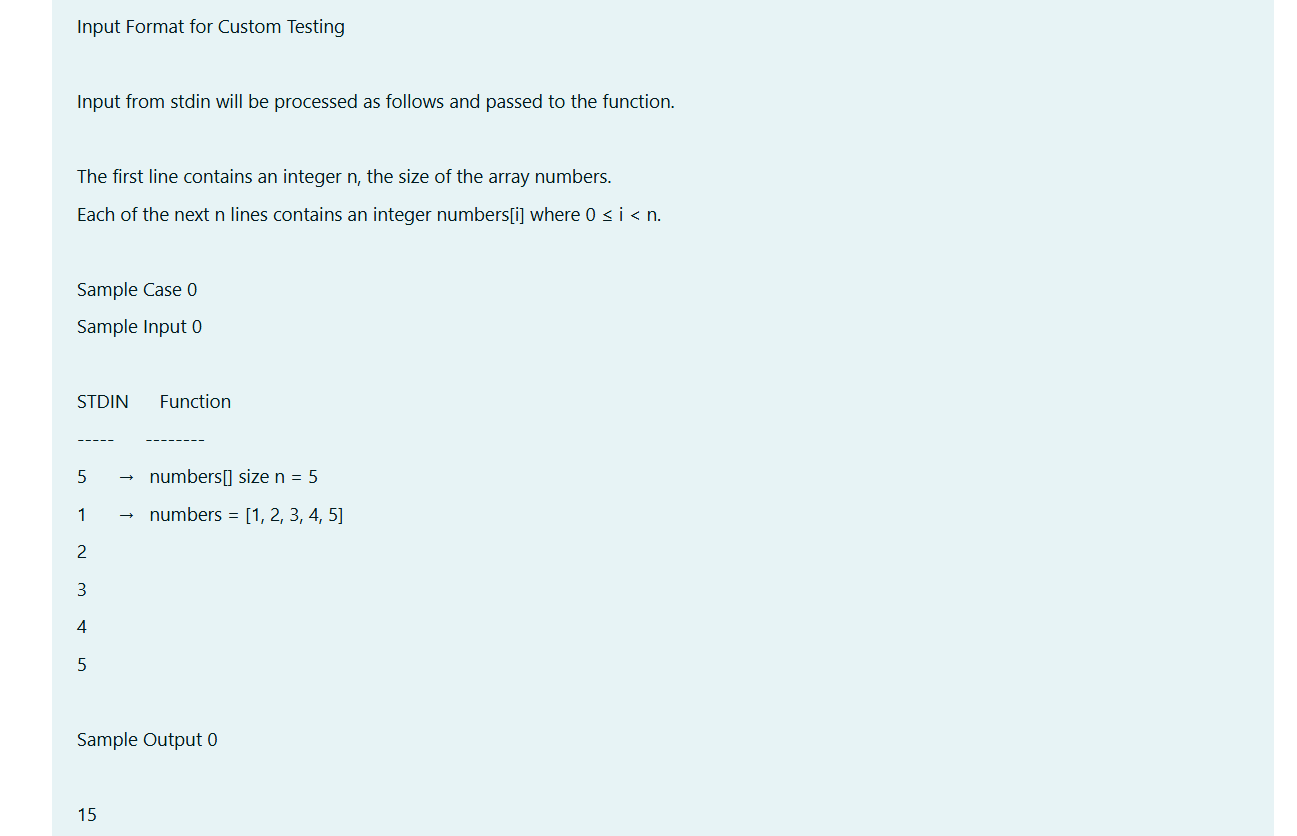 Input Format for Custom Testing
Input from stdin will be processed as follows and passed to the function.
The first line contains an integer n, the size of the array numbers.
Each of the next n lines contains an integer numbers[i] where 0 ≤ i < n.
Sample Case 0
Sample Input 0
STDIN Function
----- --------
5 → numbers[] size n = 5
1 → numbers = [1, 2, 3, 4, 5]
2
3
4
5
Sample Output 0
15